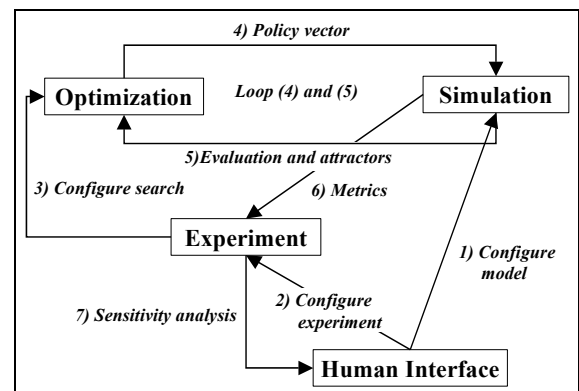 4) Policy vector
Optimization
Loop (4) and (5)
Simulation
5)Evaluation and attractors
3) Configure search
6) Metrics
Experiment
1) Configure
model
2) Configure
experiment
7) Sensitivity analysis
Human Interface